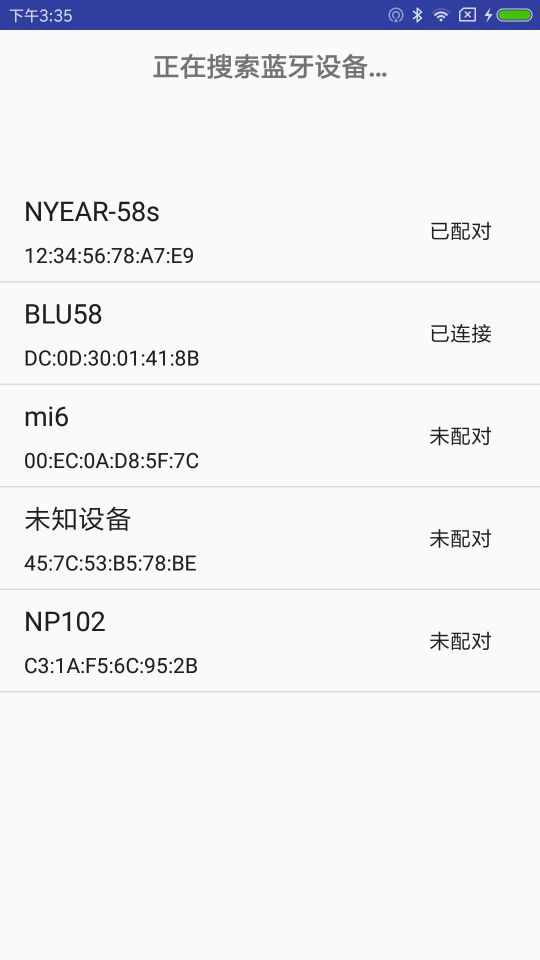 下午3:35
正在搜索蓝牙设备...
NYEAR-58s
已配对
12:34:56:78:A7:E9
BLU58
已连接
DC:0D:30:01:41:8B
mi6
未配对
00:EC:0A:D8:5F:7C
未知设备
未配对
45:7C:53:B5:78:BE
NP102
未配对
C3:1A:F5:6C:95:2B